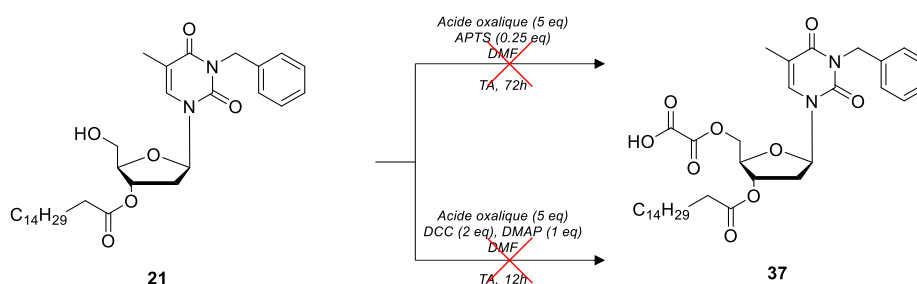 Acide oxalique (5 eq)
APTS (0.25 eq)
DMF
TA, 72h
O
N
O
N
HO
O
O
C14H29
O
21
Acide oxalique (5 eq)
DCC (2 eq), DMAP (1 eq)
DMF
TA, 12h
O
N
O
N
O
HO
O
O
O
O
C14H29
O
37